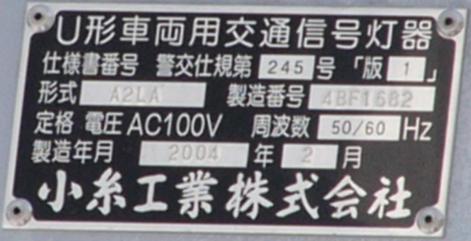 U形車両用交通信号灯器
仕様書番号 警交仕規第 245 号「版 1 」
形式 A2LA 製造番号 4BF1682
定格 電圧 AC100V 周波数 50/60 Hz
製造年月 2004 年 2 月
小糸工業株式会社